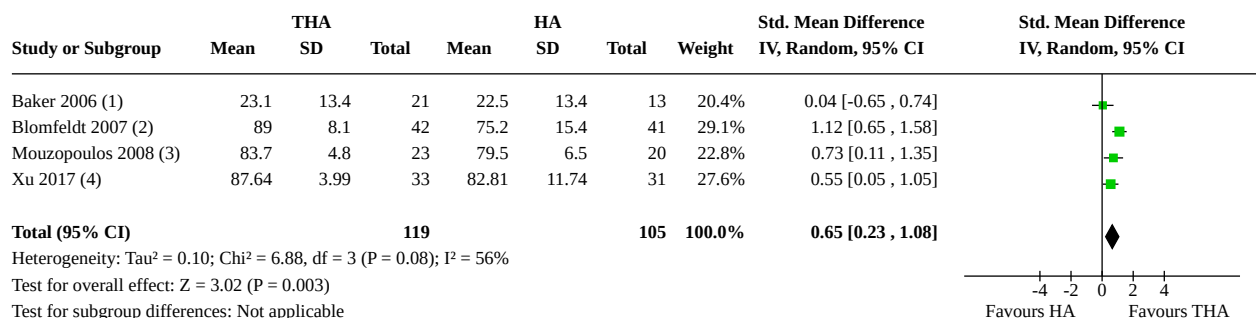 THA HA Std. Mean Difference Std. Mean Difference
Study or Subgroup Mean SD Total Mean SD Total Weight IV, Random, 95% CI IV, Random, 95% CI
Baker 2006 (1) 23.1 13.4 21 22.5 13.4 13 20.4% 0.04 [-0.65 , 0.74]
Blomfeldt 2007 (2) 89 8.1 42 75.2 15.4 41 29.1% 1.12 [0.65 , 1.58]
Mouzopoulos 2008 (3) 83.7 4.8 23 79.5 6.5 20 22.8% 0.73 [0.11 , 1.35]
Xu 2017 (4) 87.64 3.99 33 82.81 11.74 31 27.6% 0.55 [0.05 , 1.05]
Total (95% CI) 119 105 100.0% 0.65 [0.23 , 1.08]
Heterogeneity: Tau² = 0.10; Chi² = 6.88, df = 3 (P = 0.08); I² = 56%
Test for overall effect: Z = 3.02 (P = 0.003)
-4 -2 0 2 4
Test for subgroup differences: Not applicable Favours HA Favours THA